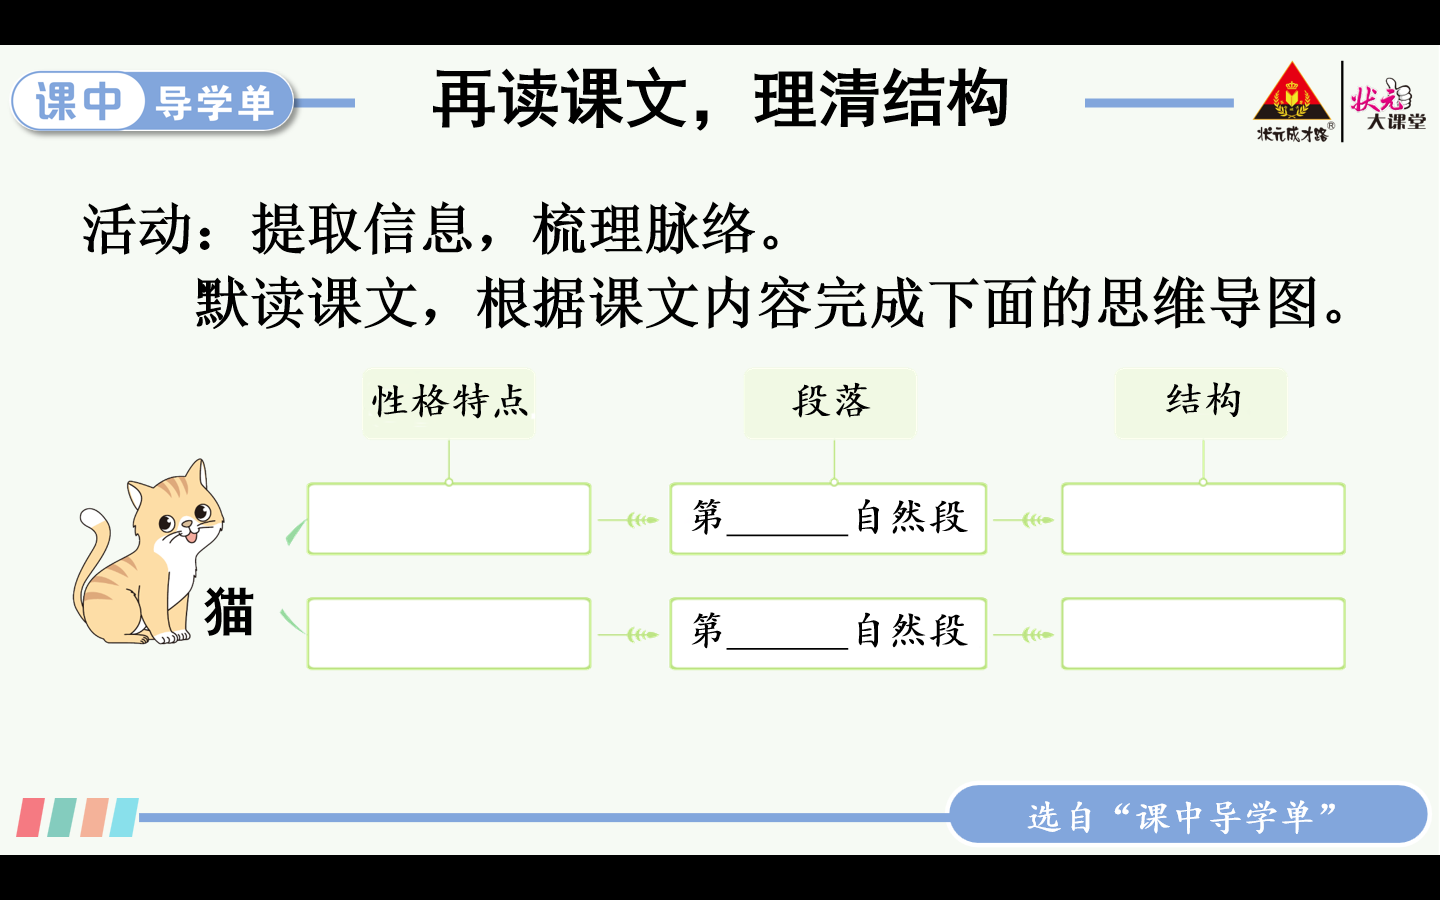 课中 导学单
再读课文，理清结构
状元成才路®
状元
大课堂
活动：提取信息，梳理脉络。
默读课文，根据课文内容完成下面的思维导图。
性格特点 段落 结构
第______自然段
猫
第______自然段
选自“课中导学单”